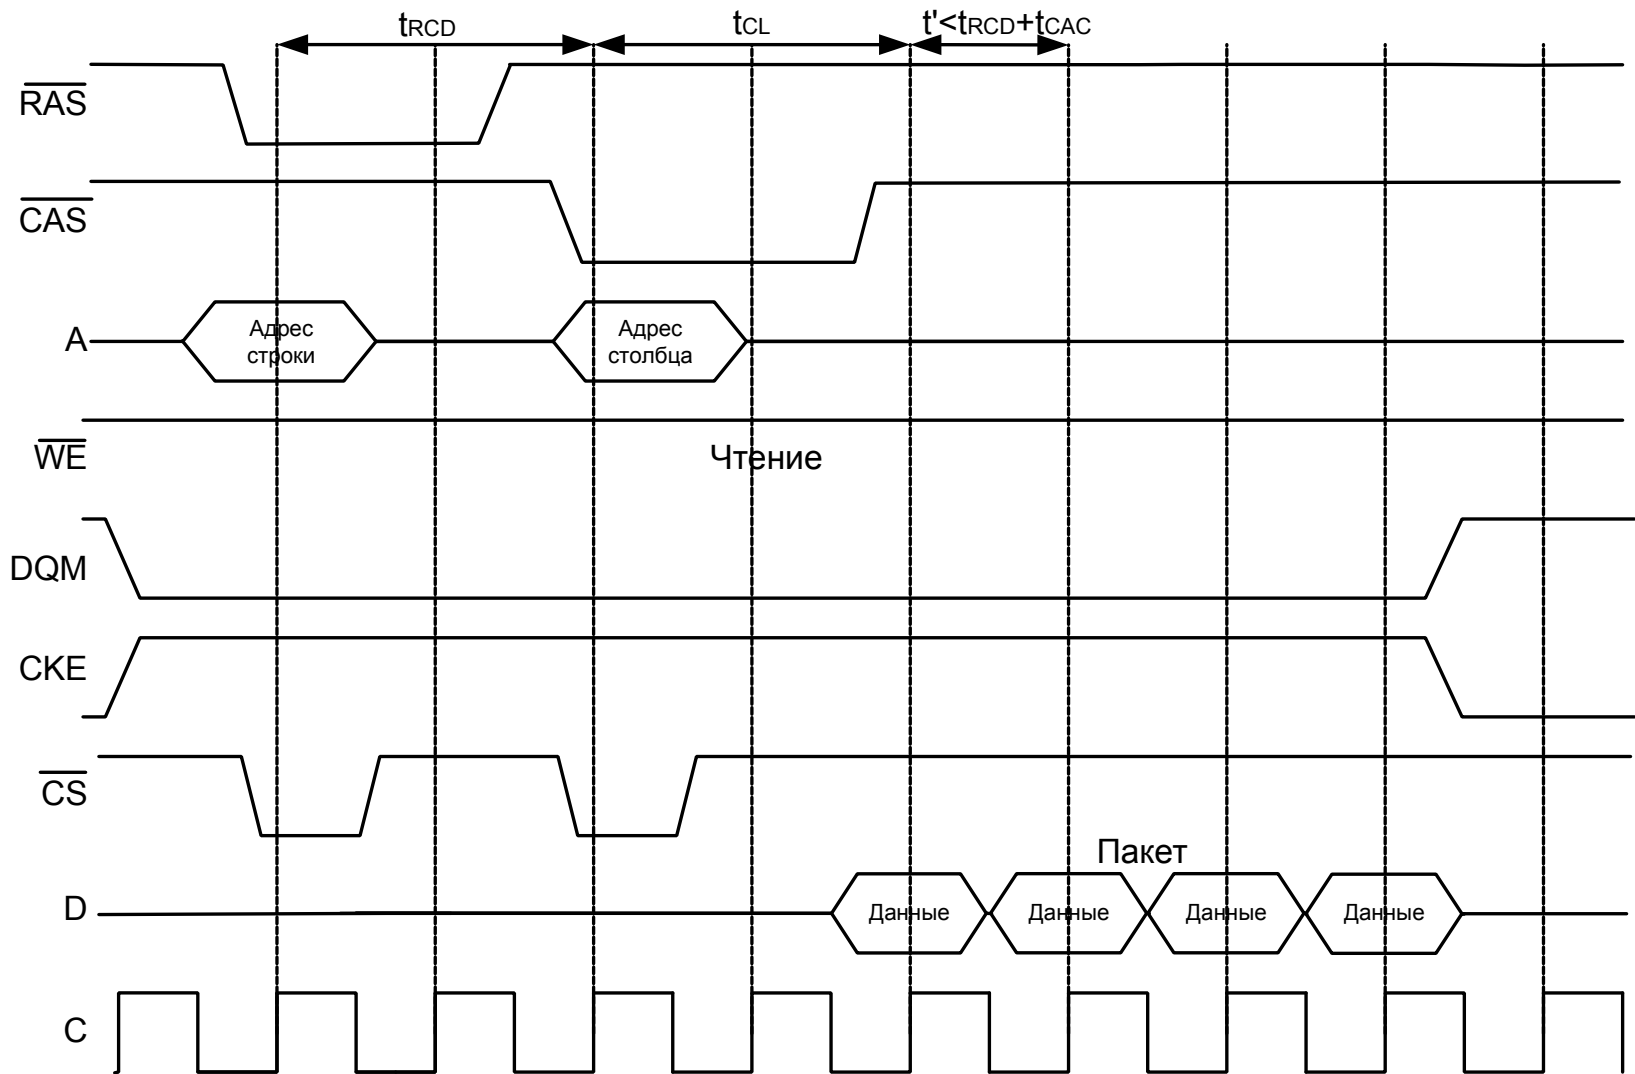 tRCD
tCL
t'<tRCD+tCAC
RAS
CAS
A
Адрес
строки
Адрес
столбца
WE
Чтение
DQM
CKE
CS
Пакет
D
Данные
Данные
Данные
Данные
C